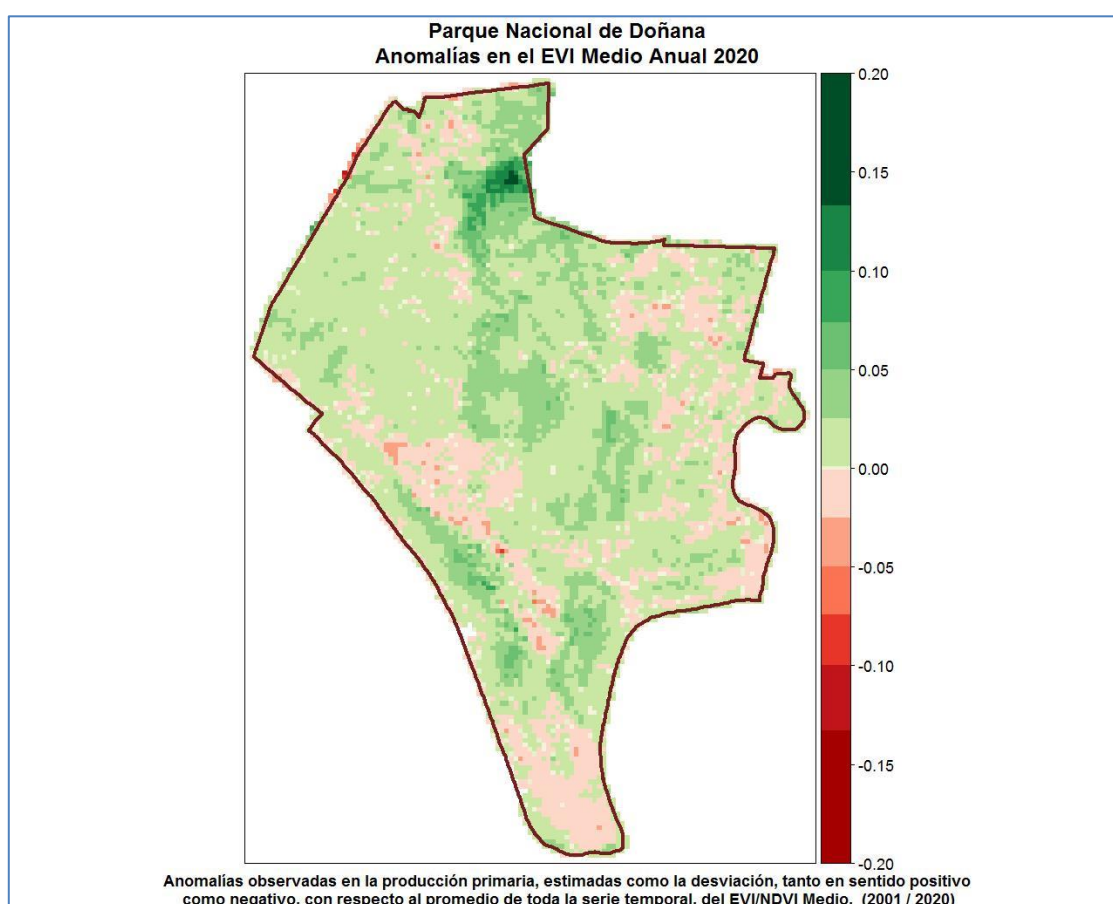 Parque Nacional de Doñana
Anomalías en el EVI Medio Anual 2020
0.20
0.15
0.10
0.05
0.00
-0.05
-0.10
-0.15
-0.20
Anomalías observadas en la producción primaria, estimadas como la desviación, tanto en sentido positivo
como negativo, con respecto al promedio de toda la serie temporal, del EVI/NDVI Medio. (2001 / 2020)